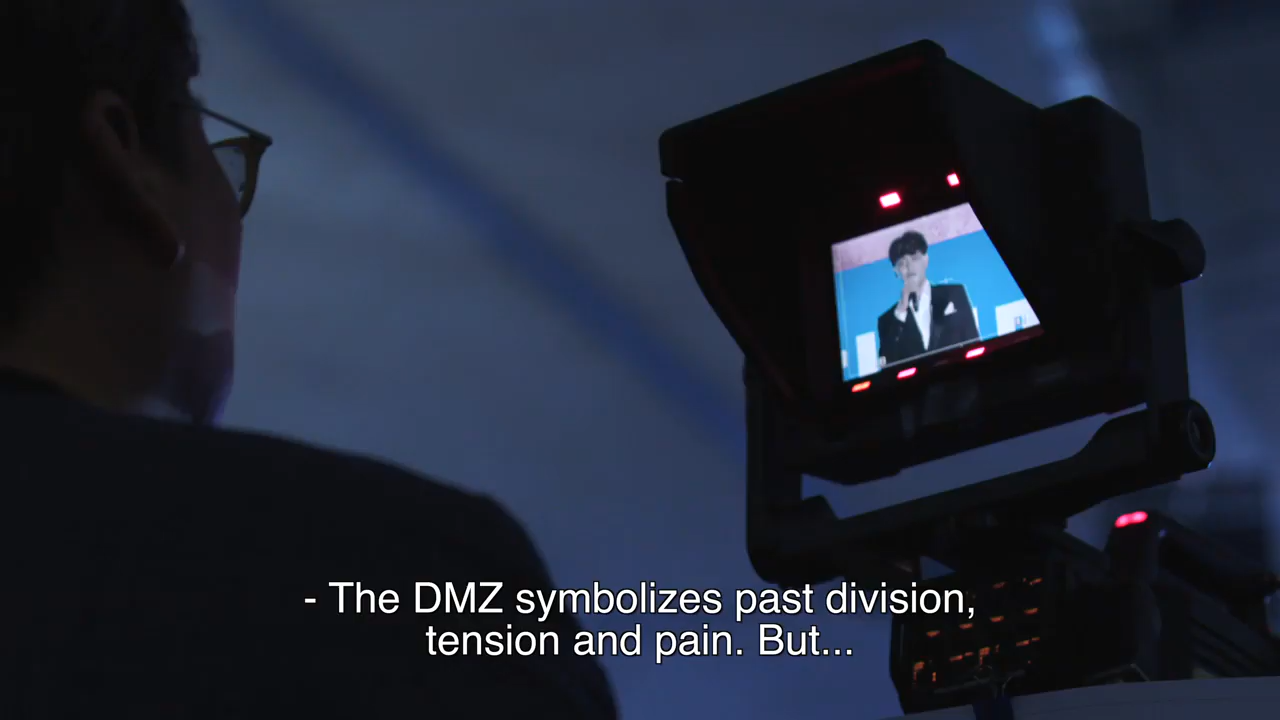 - The DMZ symbolizes past division,
tension and pain. But...